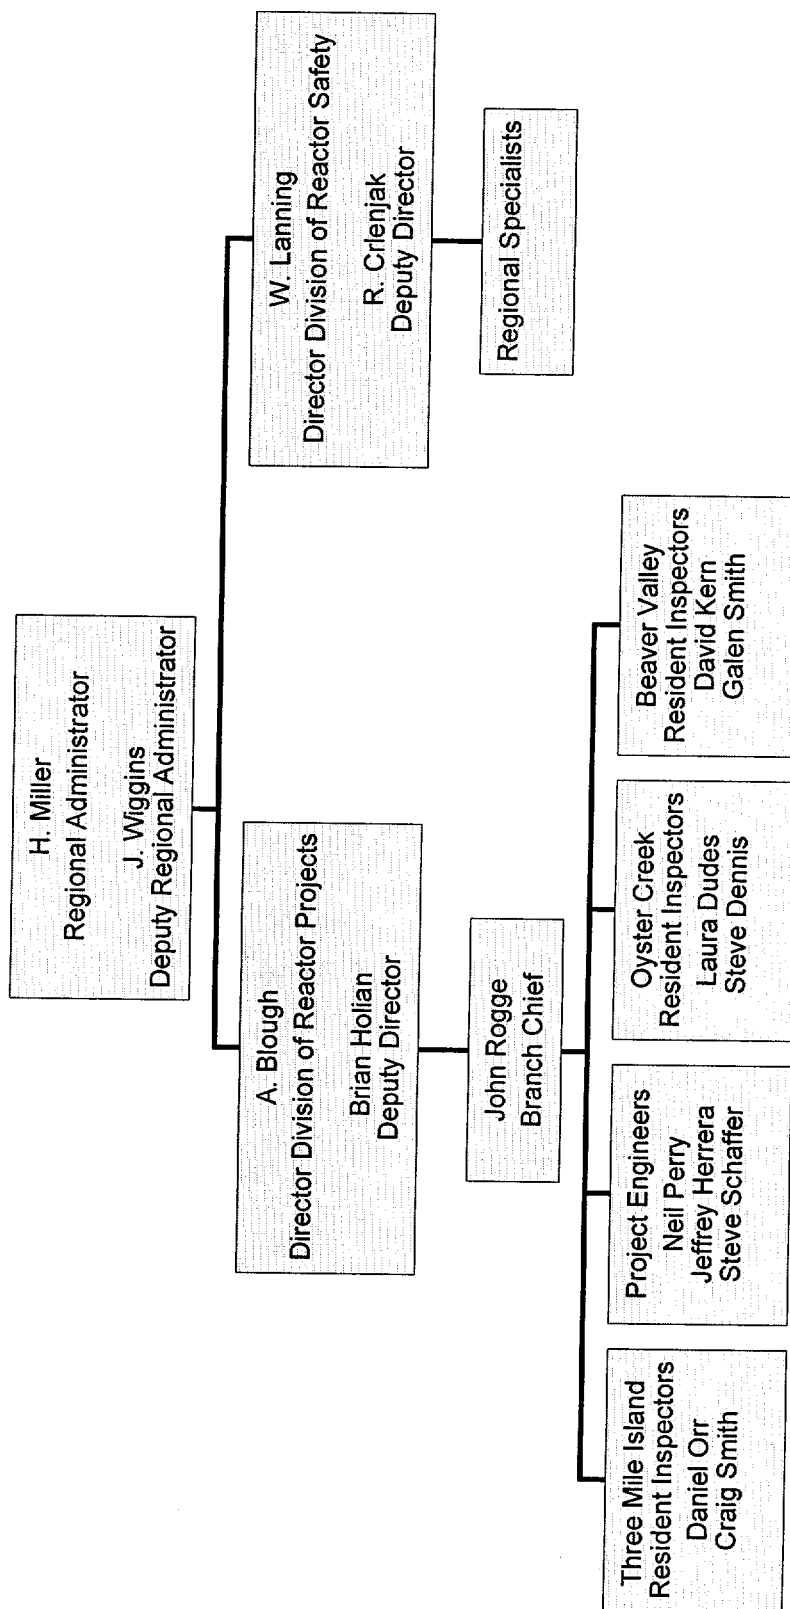 H. Miller
Regional Administrator
J. Wiggins
Deputy Regional Administrator
A. Blough
Director Division of Reactor Projects
Brian Holian
Deputy Director
W. Lanning
Director Division of Reactor Safety
R. Crlenjak
Deputy Director
John Rogge
Branch Chief
Regional Specialists
Three Mile Island
Resident Inspectors
Daniel Orr
Craig Smith
Project Engineers
Neil Perry
Jeffrey Herrera
Steve Schaffer
Oyster Creek
Resident Inspectors
Laura Dudes
Steve Dennis
Beaver Valley
Resident Inspectors
David Kern
Galen Smith